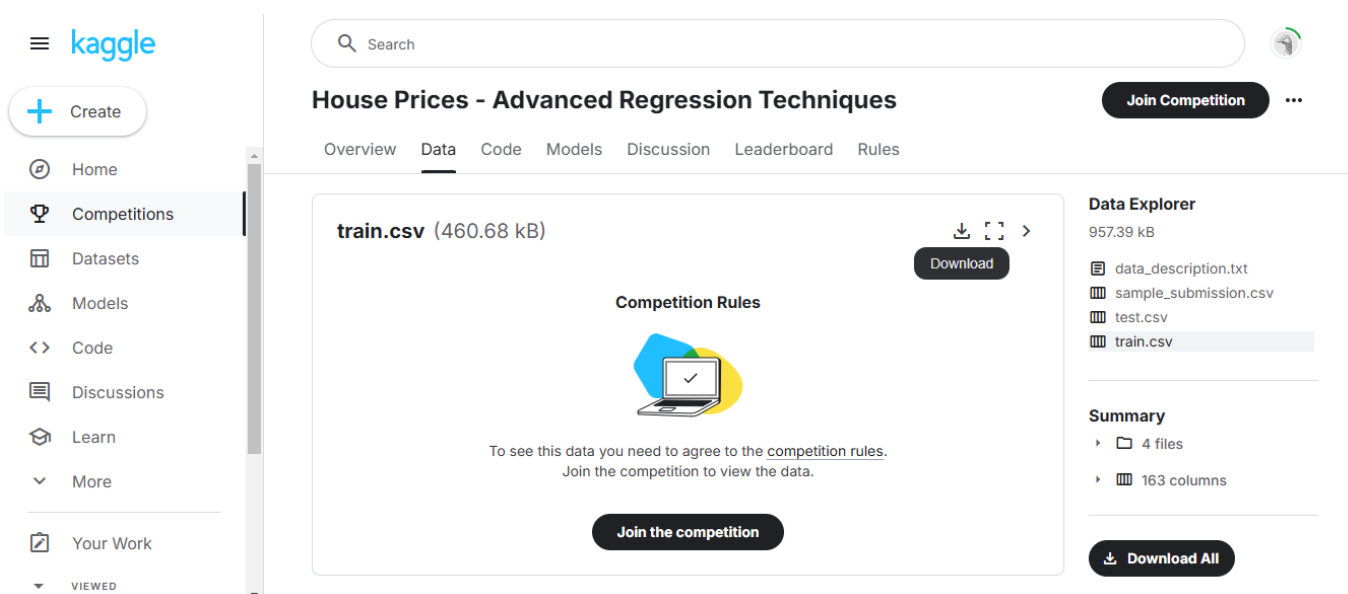 kaggle
Search
Create
House Prices - Advanced Regression Techniques
Join Competition
Overview Data Code Models Discussion Leaderboard Rules
Home
Competitions
Datasets
Models
Code
Discussions
Learn
More
Your Work
VIEWED
train.csv (460.68 kB)
Download
Competition Rules
To see this data you need to agree to the competition rules.
Join the competition to view the data.
Join the competition
Data Explorer
957.39 kB
data_description.txt
sample_submission.csv
test.csv
train.csv
Summary
4 files
163 columns
Download All